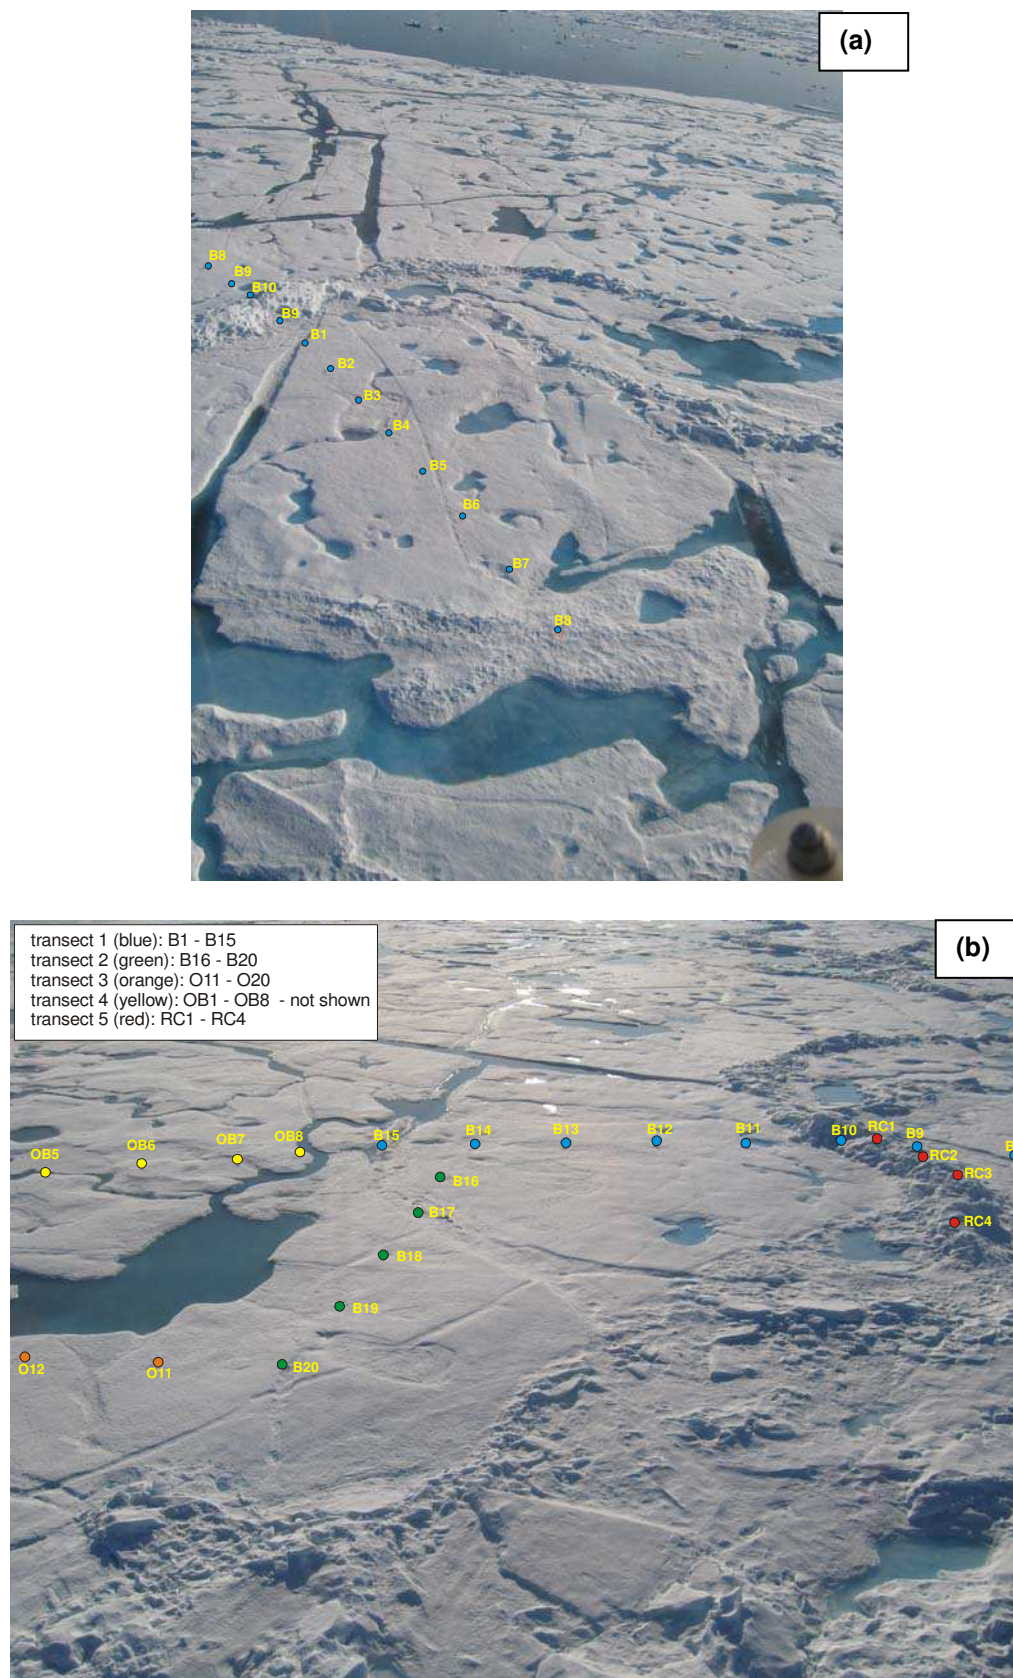 (a)
B8
B9
B10
B9
B1
B2
B3
B4
B5
B6
B7
B8
(b)
transect 1 (blue): B1 - B15
transect 2 (green): B16 - B20
transect 3 (orange): O11 - O20
transect 4 (yellow): OB1 - OB8 - not shown
transect 5 (red): RC1 - RC4
OB5
OB6
OB7
OB8
B15
B14
B13
B12
B11
B10
RC1
B9
RC2
B
RC3
RC4
B16
B17
B18
B19
B20
O12
O11